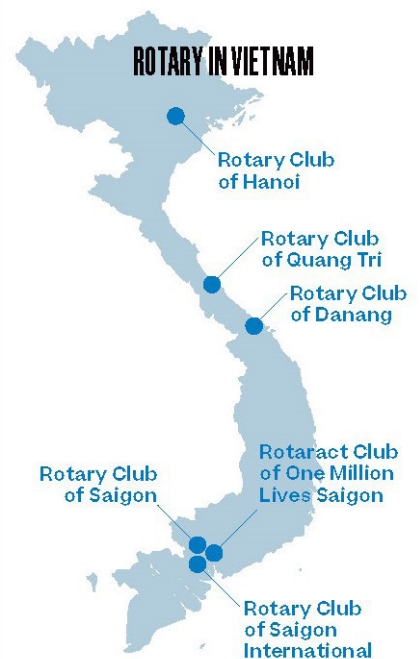 ROTARY IN VIETNAM
Rotary Club
of Hanoi
Rotary Club
of Quang Tri
Rotary Club
of Danang
Rotaract Club
of One Million
Lives Saigon
Rotary Club
of Saigon
Rotary Club
of Saigon
International